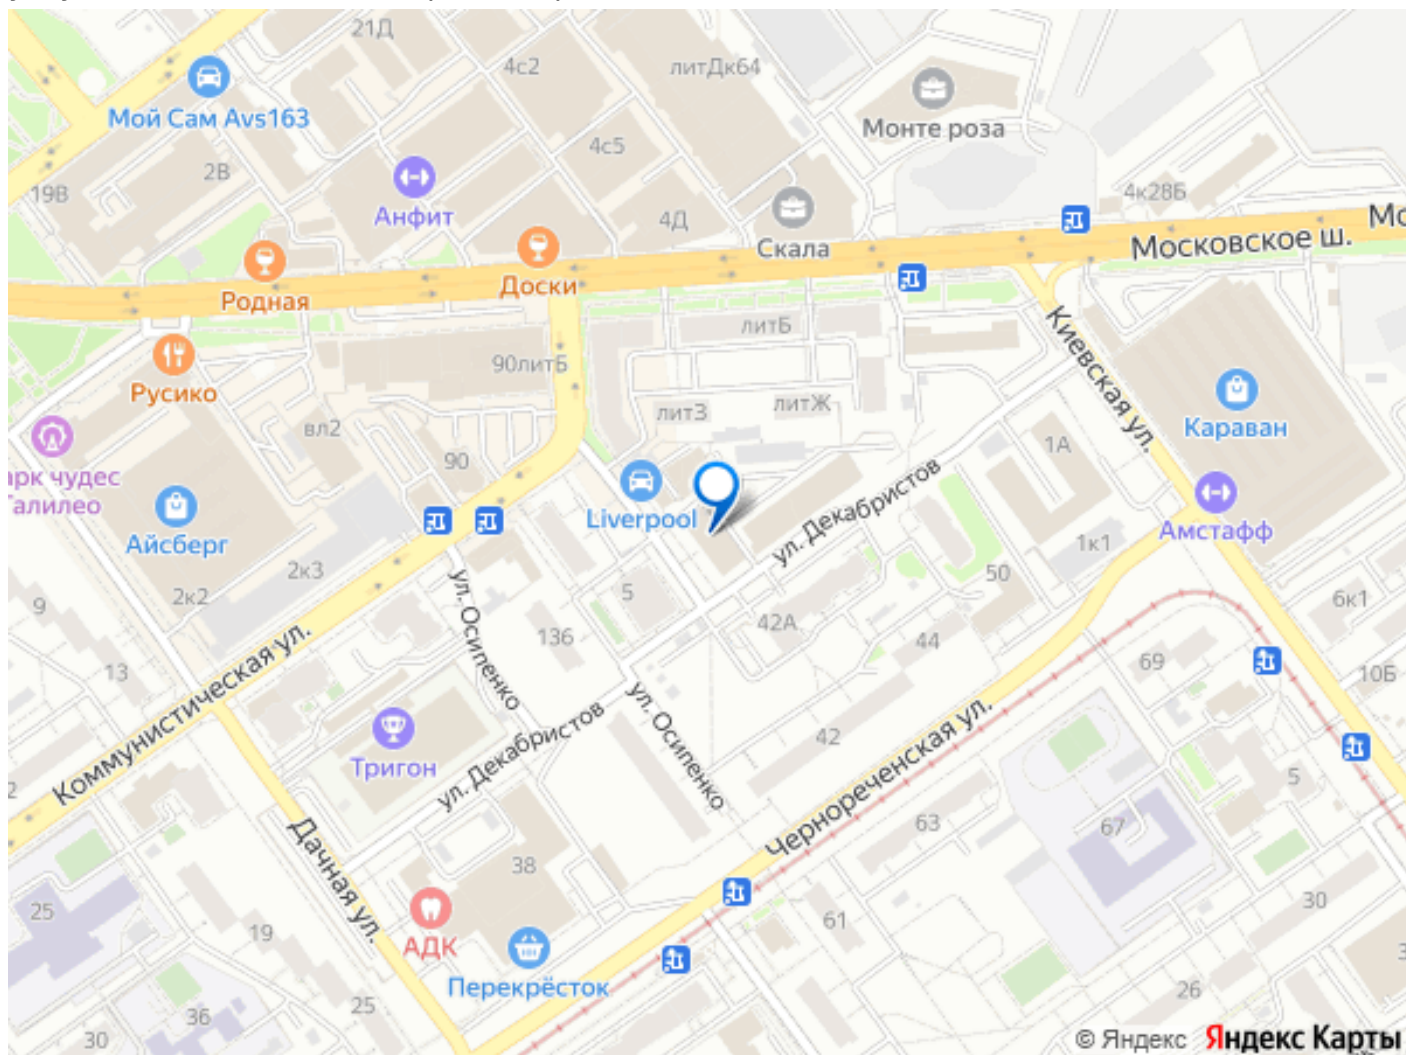 21Д
4с2
литДк64
Мой Сам Avs163
Монте роза
4с5
2В
19В
Анфит
4Д
4к28Б
Скала
Московское ш.
Мо
Родная
Доски
литБ
90литБ
Киевская ул.
Русико
лит3
литЖ
вл2
Караван
1А
90
арк чудес
Галилео
ул. Декабристов
Liverpool
Айсберг
Амстафф
1к1
2к3
2к2
50
9
5
6к1
ул. Осипенко
42А
136
44
13
69
10Б
Коммунистическая ул.
ул. Осипенко
ул. Декабристов
42
Тригон
Чернореченская ул.
5
2
63
67
Дачная ул.
38
25
61
30
19
АДК
Перекрёсток
26
25
36
30
© Яндекс Яндекс Карты